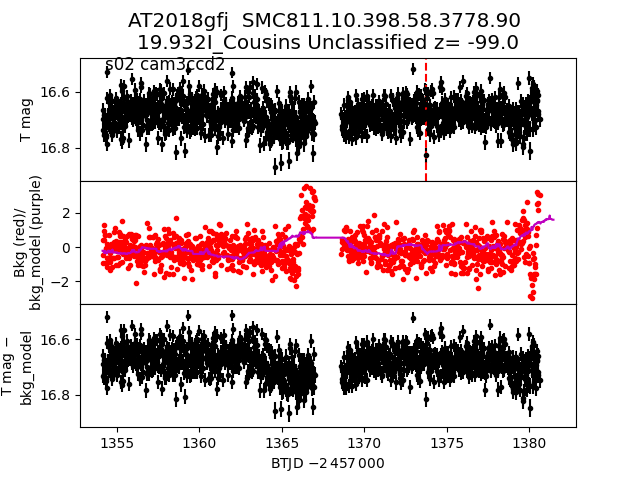 AT2018gfj  SMC811.10.398.58.3778.90
19.932I_Cousins Unclassified z= -99.0
s02 cam3ccd2
T mag
16.6
16.8
Bkg (red)/
bkg_model (purple)
2
0
−2
T mag −
bkg_model
16.6
16.8
1355 1360 1365 1370 1375 1380
BTJD −2 457 000